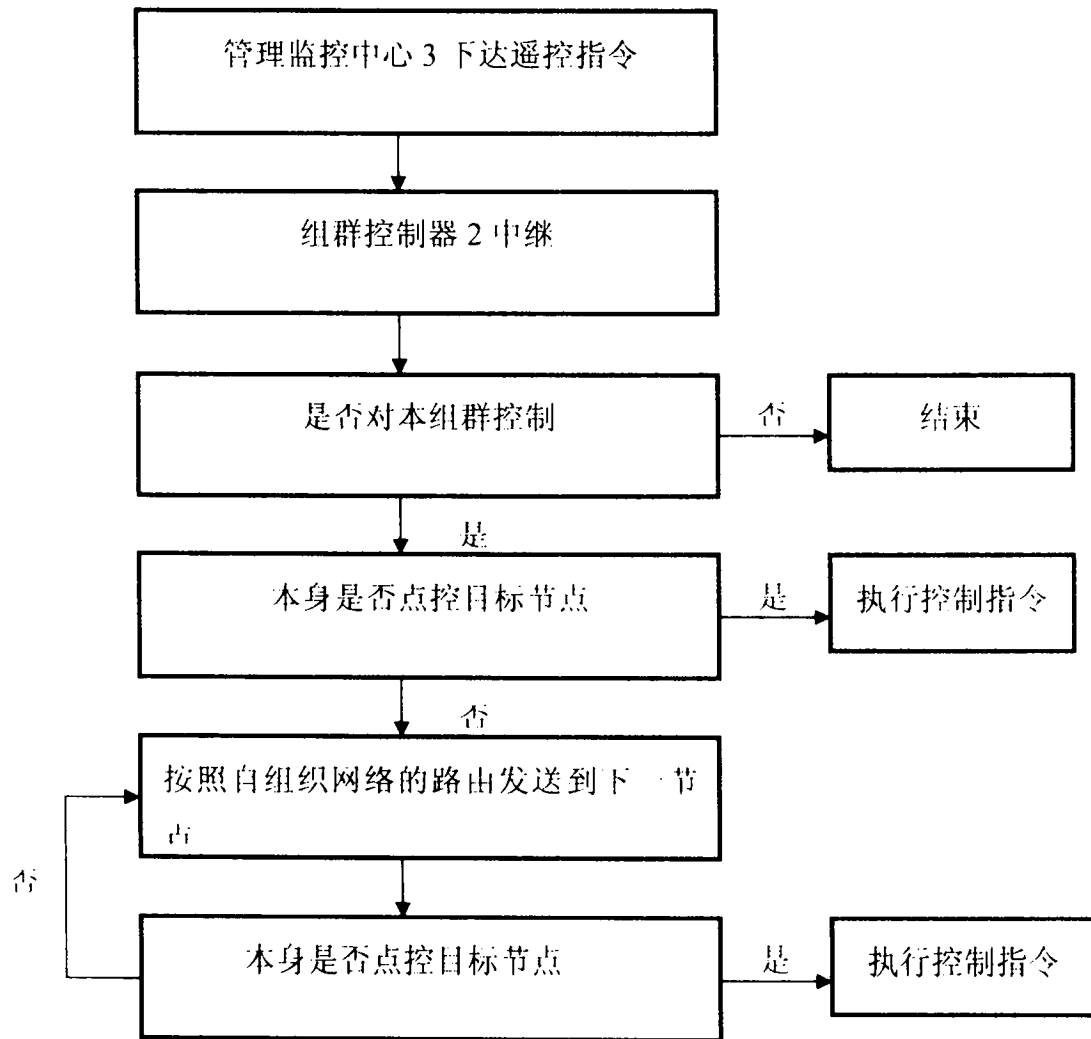 管理监控中心 3 下达遥控指令
组群控制器 2 中继
是否对本组群控制
否
结束
是
本身是否点控目标节点
是
执行控制指令
否
按照自组织网络的路由发送到下一节
点
否
本身是否点控目标节点
是
执行控制指令